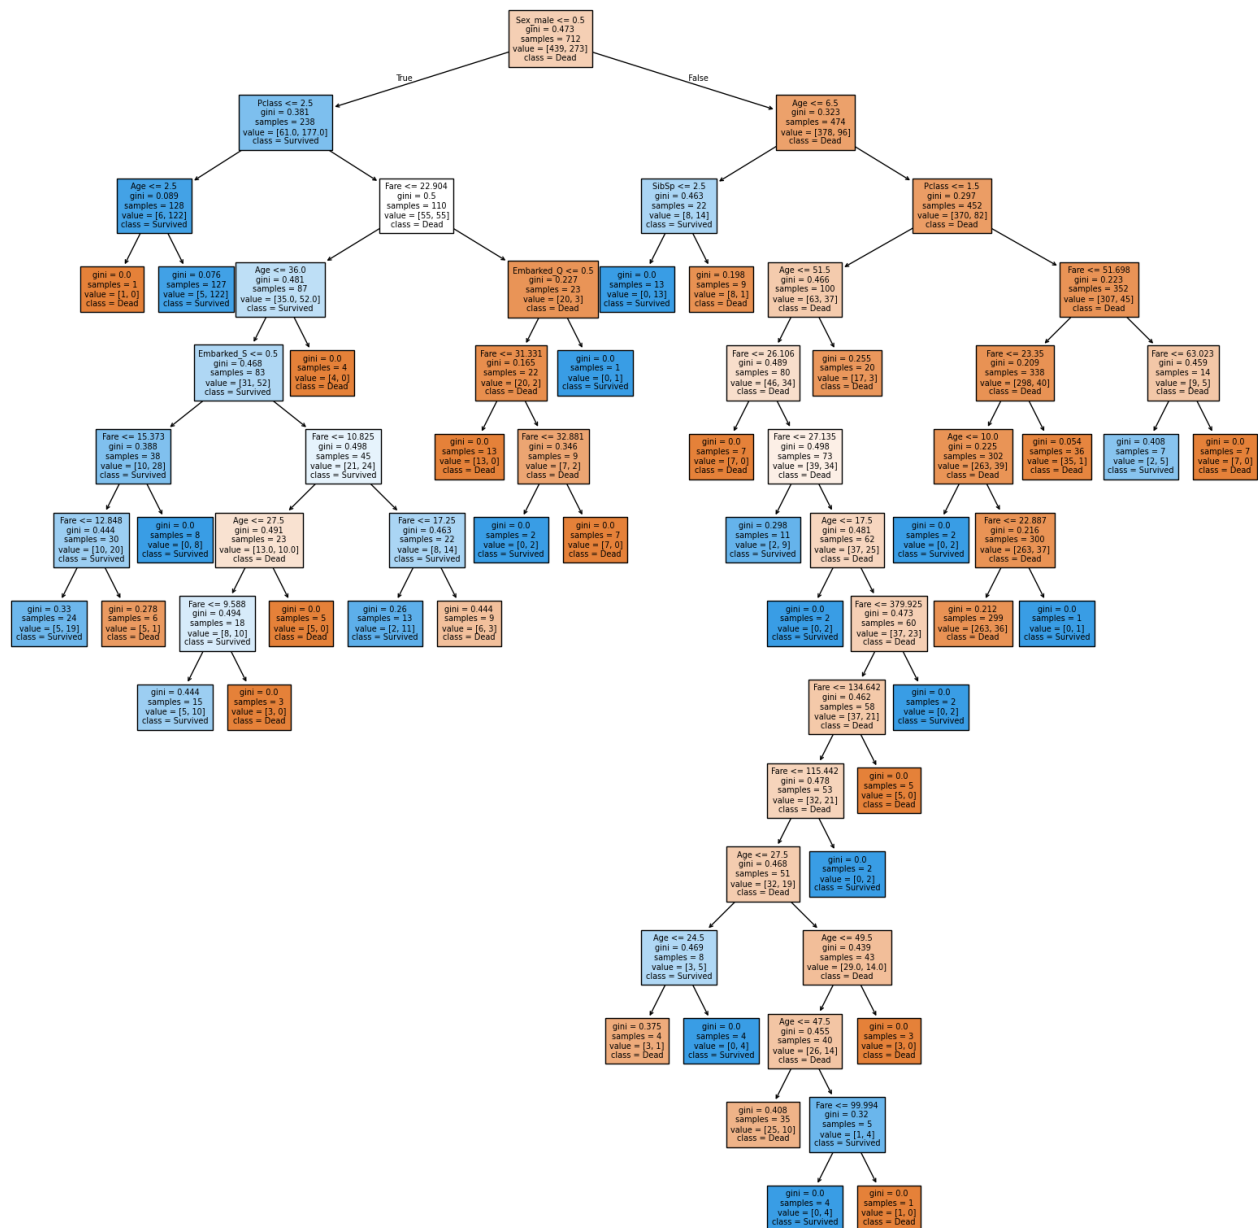 Sex_male <= 0.5
gini = 0.473
samples = 712
value = [439, 273]
class = Dead
True
False
Pclass <= 2.5
gini = 0.381
samples = 238
value = [61.0, 177.0]
class = Survived
Age <= 6.5
gini = 0.323
samples = 474
value = [378, 96]
class = Dead
Age <= 2.5
gini = 0.089
samples = 128
value = [6, 122]
class = Survived
Fare <= 22.904
gini = 0.5
samples = 110
value = [55, 55]
class = Dead
SibSp <= 2.5
gini = 0.463
samples = 22
value = [8, 14]
class = Survived
Pclass <= 1.5
gini = 0.297
samples = 452
value = [370, 82]
class = Dead
gini = 0.0
samples = 1
value = [1, 0]
class = Dead
gini = 0.076
samples = 127
value = [5, 122]
class = Survived
Age <= 36.0
gini = 0.481
samples = 87
value = [35.0, 52.0]
class = Survived
Embarked_Q <= 0.5
gini = 0.227
samples = 23
value = [20, 3]
class = Dead
gini = 0.0
samples = 13
value = [0, 13]
class = Survived
gini = 0.198
samples = 9
value = [8, 1]
class = Dead
Age <= 51.5
gini = 0.466
samples = 100
value = [63, 37]
class = Dead
Fare <= 51.698
gini = 0.223
samples = 352
value = [307, 45]
class = Dead
Embarked_S <= 0.5
gini = 0.468
samples = 83
value = [31, 52]
class = Survived
gini = 0.0
samples = 4
value = [4, 0]
class = Dead
Fare <= 31.331
gini = 0.165
samples = 22
value = [20, 2]
class = Dead
gini = 0.0
samples = 1
value = [0, 1]
class = Survived
Fare <= 26.106
gini = 0.489
samples = 80
value = [46, 34]
class = Dead
gini = 0.255
samples = 20
value = [17, 3]
class = Dead
Fare <= 23.35
gini = 0.209
samples = 338
value = [298, 40]
class = Dead
Fare <= 63.023
gini = 0.459
samples = 14
value = [9, 5]
class = Dead
Fare <= 15.373
gini = 0.388
samples = 38
value = [10, 28]
class = Survived
Fare <= 10.825
gini = 0.498
samples = 45
value = [21, 24]
class = Survived
gini = 0.0
samples = 13
value = [13, 0]
class = Dead
Fare <= 32.881
gini = 0.346
samples = 9
value = [7, 2]
class = Dead
gini = 0.0
samples = 7
value = [7, 0]
class = Dead
Fare <= 27.135
gini = 0.498
samples = 73
value = [39, 34]
class = Dead
Age <= 10.0
gini = 0.225
samples = 302
value = [263, 39]
class = Dead
gini = 0.054
samples = 36
value = [35, 1]
class = Dead
gini = 0.408
samples = 7
value = [2, 5]
class = Survived
gini = 0.0
samples = 7
value = [7, 0]
class = Dead
Fare <= 12.848
gini = 0.444
samples = 30
value = [10, 20]
class = Survived
gini = 0.0
samples = 8
value = [0, 8]
class = Survived
Age <= 27.5
gini = 0.491
samples = 23
value = [13.0, 10.0]
class = Dead
Fare <= 17.25
gini = 0.463
samples = 22
value = [8, 14]
class = Survived
gini = 0.0
samples = 2
value = [0, 2]
class = Survived
gini = 0.0
samples = 7
value = [7, 0]
class = Dead
gini = 0.298
samples = 11
value = [2, 9]
class = Survived
Age <= 17.5
gini = 0.481
samples = 62
value = [37, 25]
class = Dead
gini = 0.0
samples = 2
value = [0, 2]
class = Survived
Fare <= 22.887
gini = 0.216
samples = 300
value = [263, 37]
class = Dead
gini = 0.33
samples = 24
value = [5, 19]
class = Survived
gini = 0.278
samples = 6
value = [5, 1]
class = Dead
Fare <= 9.588
gini = 0.494
samples = 18
value = [8, 10]
class = Survived
gini = 0.0
samples = 5
value = [5, 0]
class = Dead
gini = 0.26
samples = 13
value = [2, 11]
class = Survived
gini = 0.444
samples = 9
value = [6, 3]
class = Dead
gini = 0.0
samples = 2
value = [0, 2]
class = Survived
Fare <= 379.925
gini = 0.473
samples = 60
value = [37, 23]
class = Dead
gini = 0.212
samples = 299
value = [263, 36]
class = Dead
gini = 0.0
samples = 1
value = [0, 1]
class = Survived
gini = 0.444
samples = 15
value = [5, 10]
class = Survived
gini = 0.0
samples = 3
value = [3, 0]
class = Dead
Fare <= 134.642
gini = 0.462
samples = 58
value = [37, 21]
class = Dead
gini = 0.0
samples = 2
value = [0, 2]
class = Survived
Fare <= 115.442
gini = 0.478
samples = 53
value = [32, 21]
class = Dead
gini = 0.0
samples = 5
value = [5, 0]
class = Dead
Age <= 27.5
gini = 0.468
samples = 51
value = [32, 19]
class = Dead
gini = 0.0
samples = 2
value = [0, 2]
class = Survived
Age <= 24.5
gini = 0.469
samples = 8
value = [3, 5]
class = Survived
Age <= 49.5
gini = 0.439
samples = 43
value = [29.0, 14.0]
class = Dead
gini = 0.375
samples = 4
value = [3, 1]
class = Dead
gini = 0.0
samples = 4
value = [0, 4]
class = Survived
Age <= 47.5
gini = 0.455
samples = 40
value = [26, 14]
class = Dead
gini = 0.0
samples = 3
value = [3, 0]
class = Dead
gini = 0.408
samples = 35
value = [25, 10]
class = Dead
Fare <= 99.994
gini = 0.32
samples = 5
value = [1, 4]
class = Survived
gini = 0.0
samples = 4
value = [0, 4]
class = Survived
gini = 0.0
samples = 1
value = [1, 0]
class = Dead